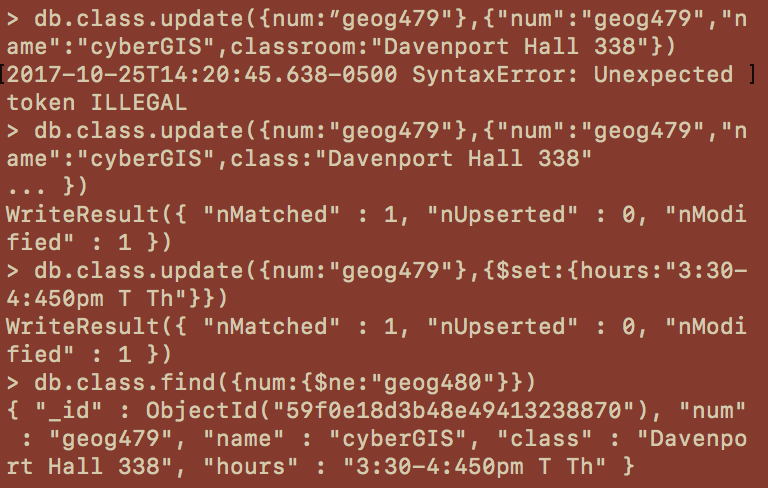 > db.class.update({num:”geog479"},{"num":"geog479","n
ame":"cyberGIS",classroom:"Davenport Hall 338"})
[2017-10-25T14:20:45.638-0500 SyntaxError: Unexpected ]
token ILLEGAL
> db.class.update({num:"geog479"},{"num":"geog479","n
ame":"cyberGIS",class:"Davenport Hall 338"
... })
WriteResult({ "nMatched" : 1, "nUpserted" : 0, "nModi
fied" : 1 })
> db.class.update({num:"geog479"},{$set:{hours:"3:30-
4:450pm T Th"}})
WriteResult({ "nMatched" : 1, "nUpserted" : 0, "nModi
fied" : 1 })
> db.class.find({num:{$ne:"geog480"}})
{ "_id" : ObjectId("59f0e18d3b48e49413238870"), "num"
 : "geog479", "name" : "cyberGIS", "class" : "Davenpo
rt Hall 338", "hours" : "3:30-4:450pm T Th" }